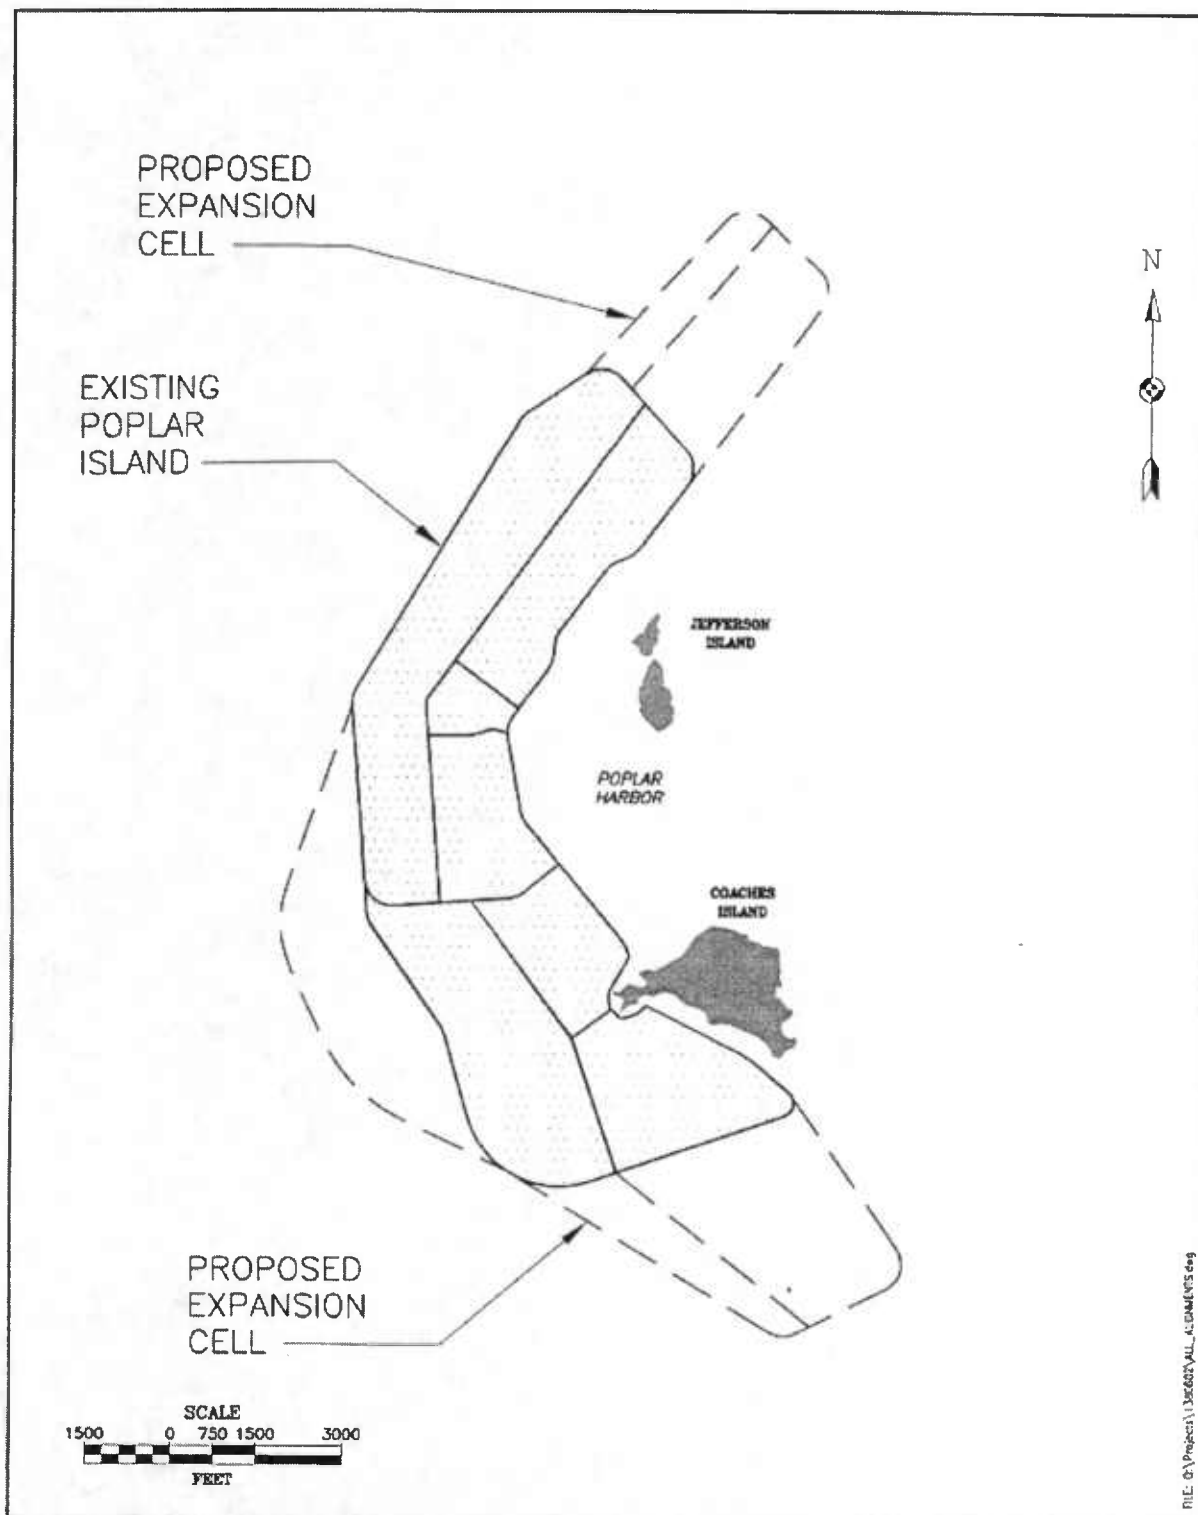 PROPOSED
EXPANSION
CELL
N
EXISTING
POPLAR
ISLAND
JEFFERSON
ISLAND
POPLAR
HARBOR
COACHES
ISLAND
PROPOSED
EXPANSION
CELL
SCALE
1500 0 750 1500 3000
FEET